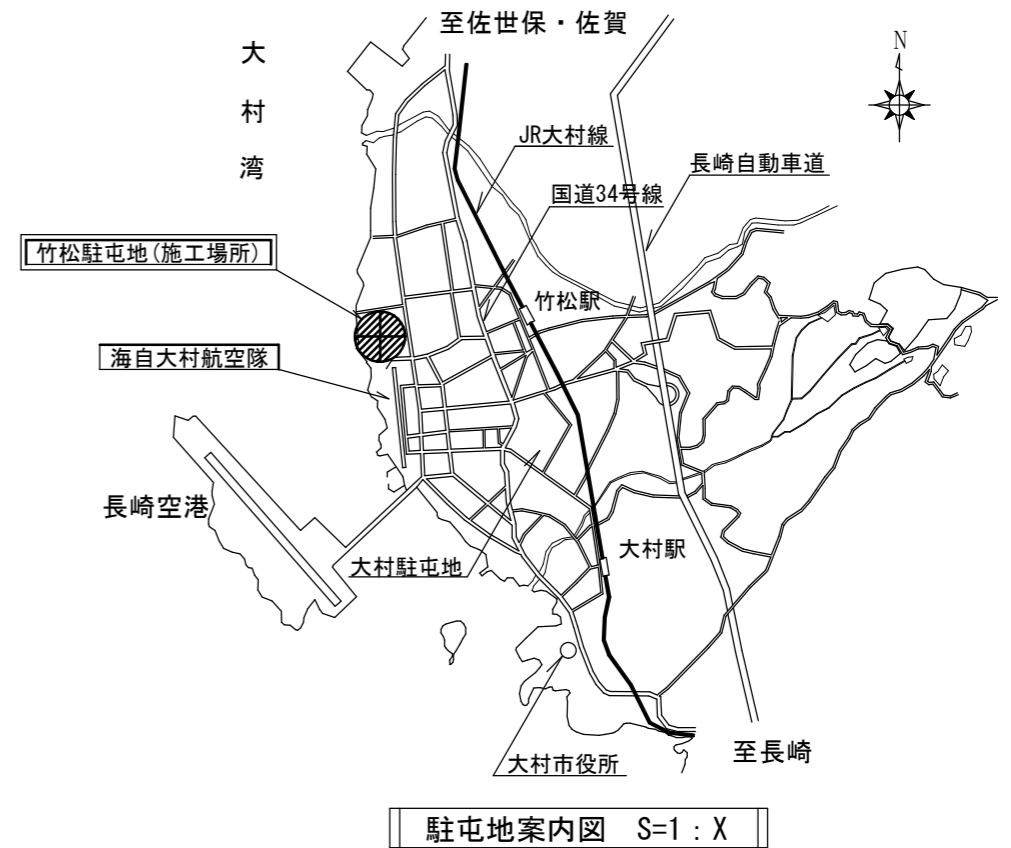 至佐世保・佐賀
大
村
湾
N
JR大村線
長崎自動車道
国道34号線
竹松駐屯地(施工場所)
竹松駅
海自大村航空隊
長崎空港
大村駐屯地
大村駅
大村市役所
至長崎
駐屯地案内図 S=1：X